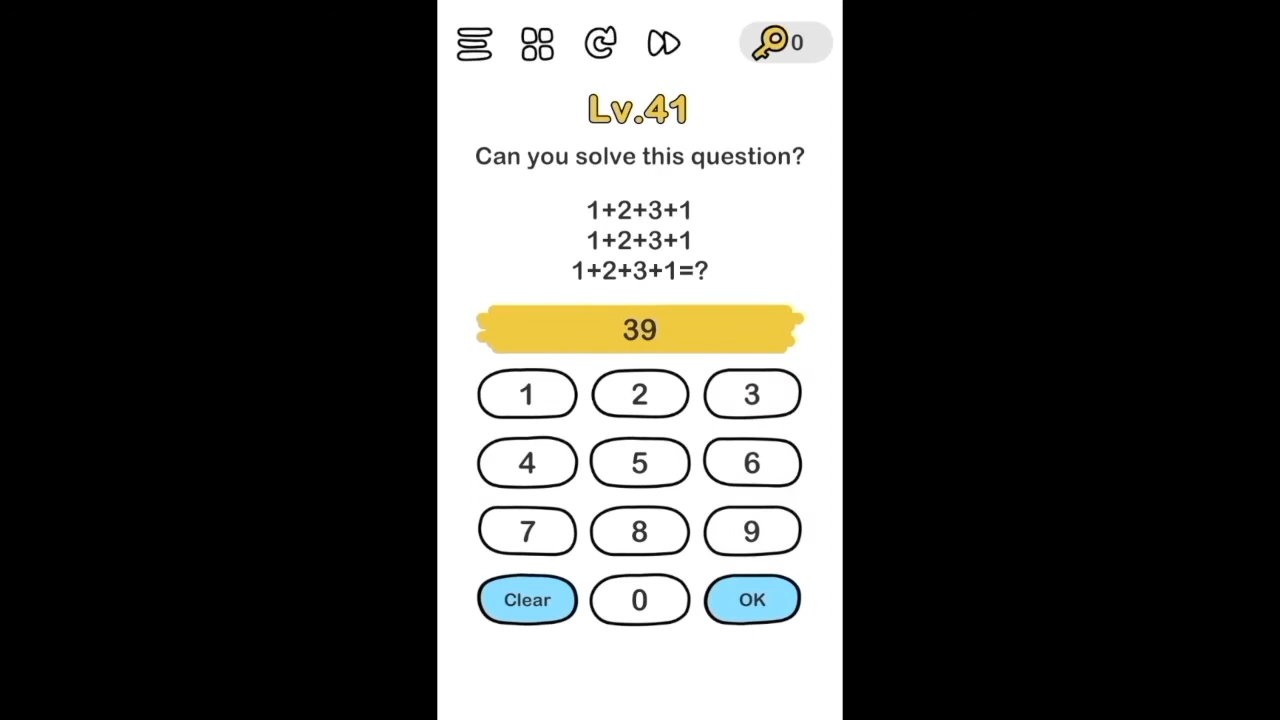 0
Lv.41
Can you solve this question?
1+2+3+1
1+2+3+1
1+2+3+1=?
39
1 2 3
4 5 6
7 8 9
Clear 0 OK